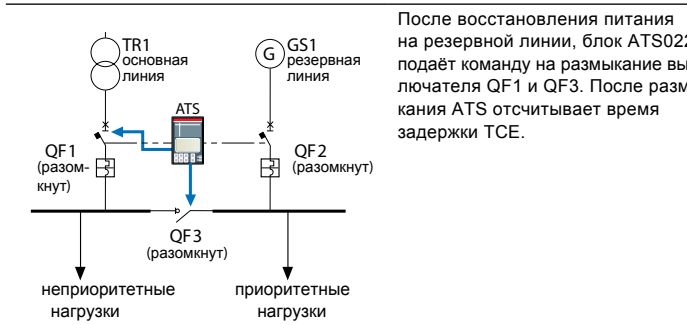 После восстановления питания
на резервной линии, блок ATS022
подаёт команду на размыкание вы
лючателя QF1 и QF3. После разм
кания ATS отсчитывает время
задержки TCE.
TR1
основная
линия
G
GS1
резервная
линия
ATS
QF1
(разом-
кнут)
QF2
(разомкнут)
QF3
(разомкнут)
неприоритетные
нагрузки
приоритетные
нагрузки